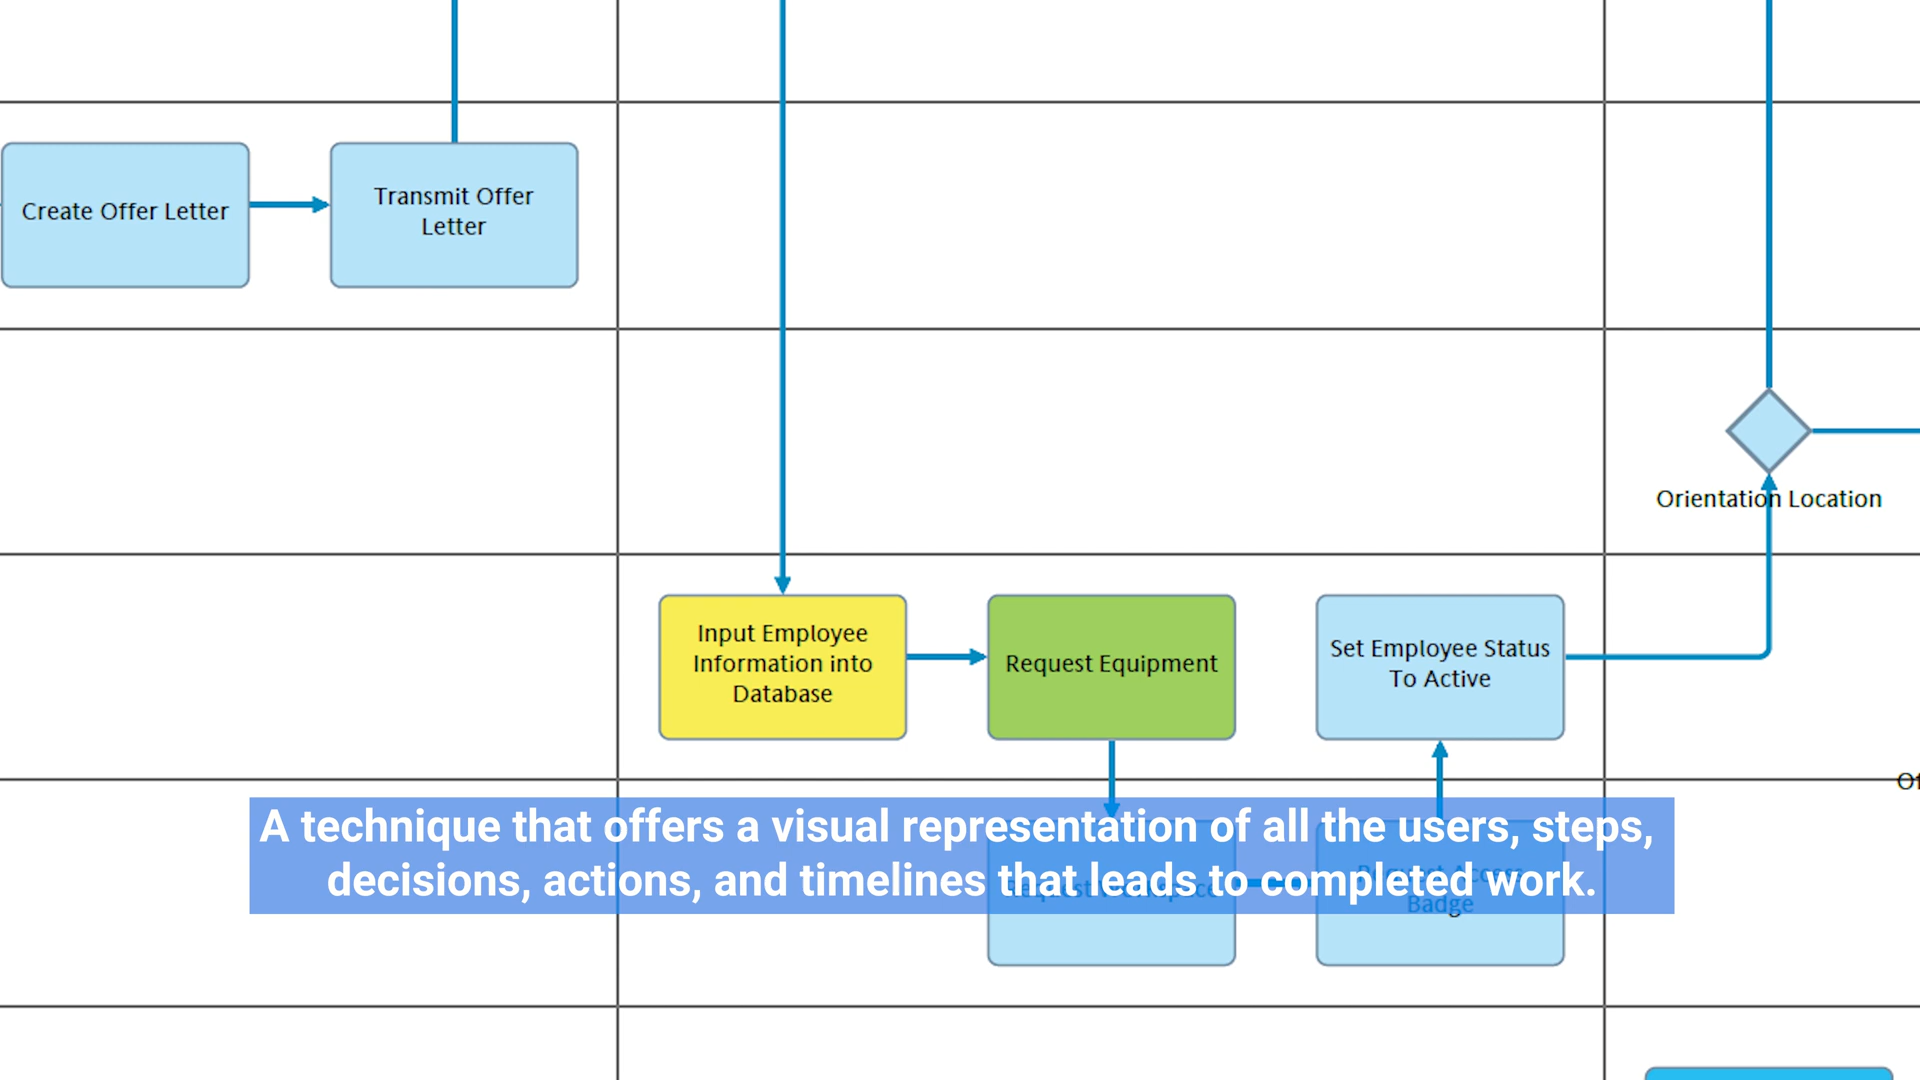 Create Offer Letter
Transmit Offer
Letter
Orientation Location
Input Employee
Information into
Database
Request Equipment
Set Employee Status
To Active
A technique that offers a visual representation of all the users, steps,
decisions, actions, and timelines that leads to completed work.
Request
Badge